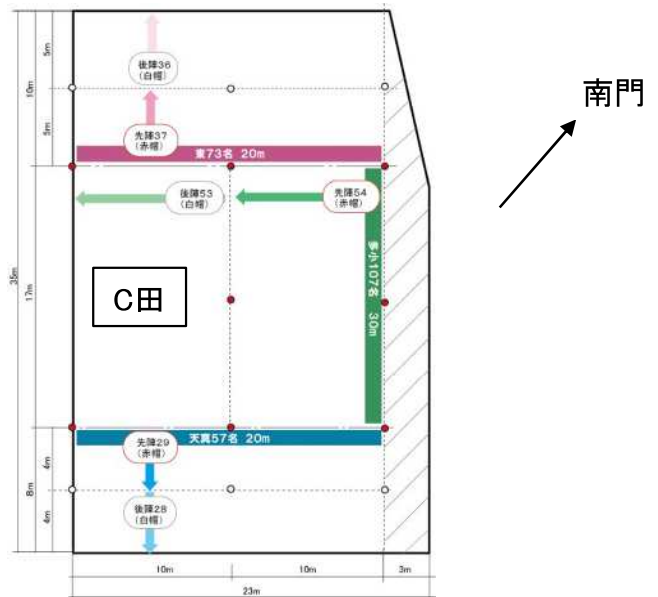 5m
10m
5m
後陣36
(白帽)
先陣37
(赤帽)
東73名 20m
南門
後陣53
(白帽)
先陣54
(赤帽)
35m
17m
C田
多小107名 30m
天真57名 20m
先陣29
(赤帽)
4m
8m
4m
後陣28
(白帽)
10m
10m
3m
23m